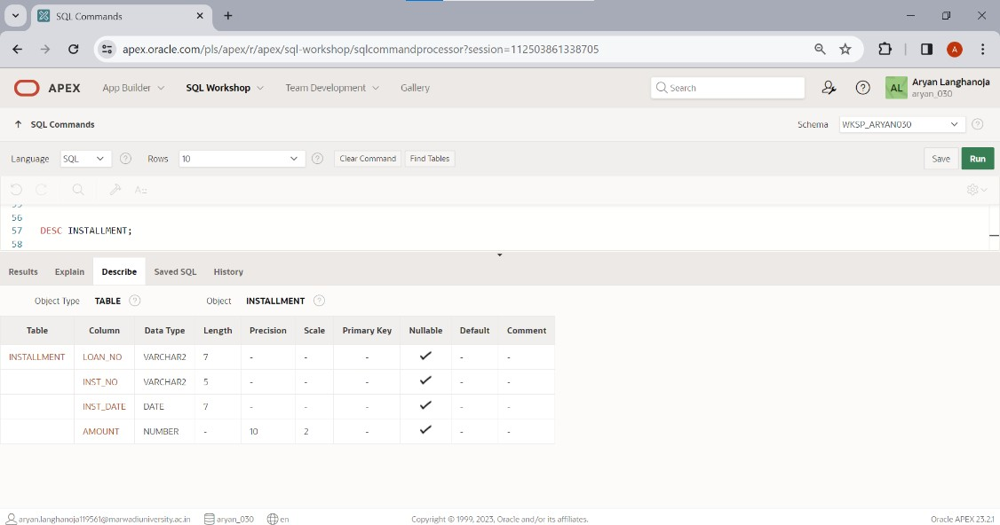 SQL Commands
apex.oracle.com/pls/apex/r/apex/sql-workshop/sqlcommandprocessor?session=112503861338705
A
APEX App Builder SQL Workshop Team Development Gallery Search AL Aryan Langhanoja
aryan_030
SQL Commands Schema WKSP_ARYAN030
Language SQL Rows 10 Clear Command Find Tables Save Run
56
57 DESC INSTALLMENT;
58
Results Explain Describe Saved SQL History
Object Type TABLE Object INSTALLMENT
Table Column Data Type Length Precision Scale Primary Key Nullable Default Comment
INSTALLMENT LOAN_NO VARCHAR2 7 - - - ✓ - -
INST_NO VARCHAR2 5 - - - ✓ - -
INST_DATE DATE 7 - - - ✓ - -
AMOUNT NUMBER - 10 2 - ✓ - -
aryan.langhanoja119561@marwadiuniversity.ac.in aryan_030 en Copyright © 1999, 2023, Oracle and/or its affiliates. Oracle APEX 23.2.1